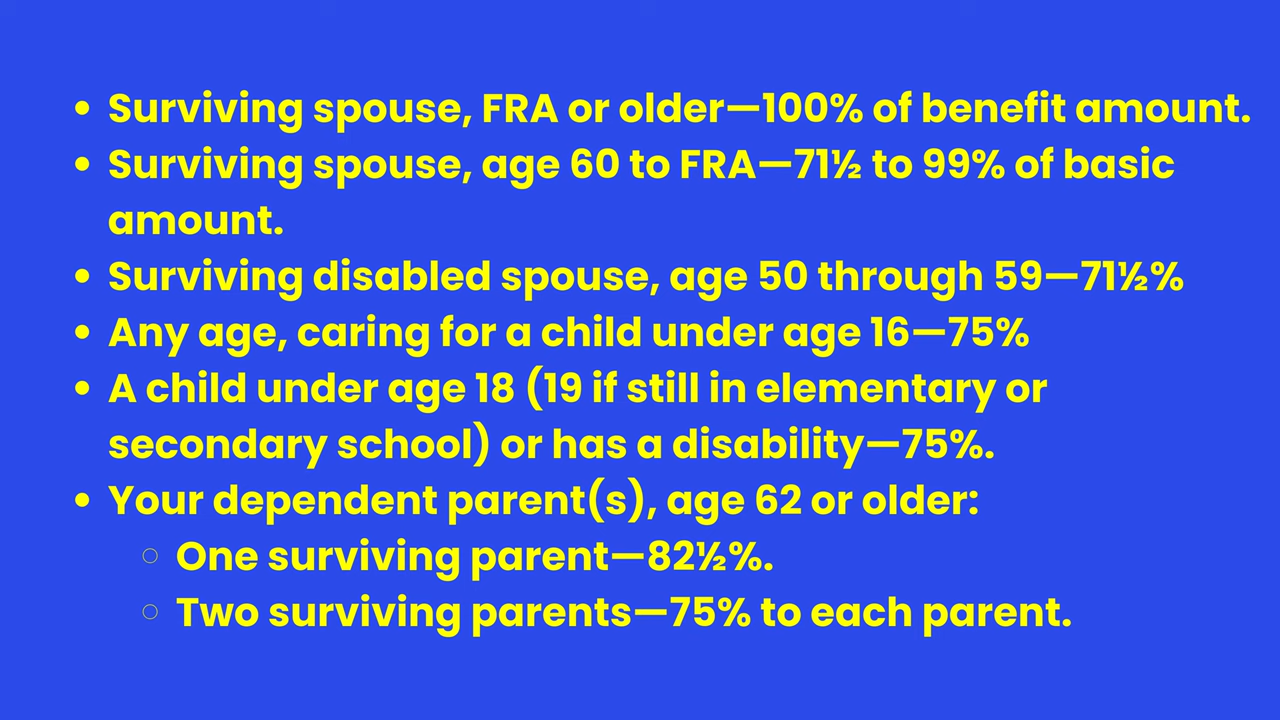 • Surviving spouse, FRA or older—100% of benefit amount.
• Surviving spouse, age 60 to FRA—71½ to 99% of basic
amount.
• Surviving disabled spouse, age 50 through 59—71½%
• Any age, caring for a child under age 16—75%
• A child under age 18 (19 if still in elementary or
secondary school) or has a disability—75%.
• Your dependent parent(s), age 62 or older:
○ One surviving parent—82½%.
○ Two surviving parents—75% to each parent.